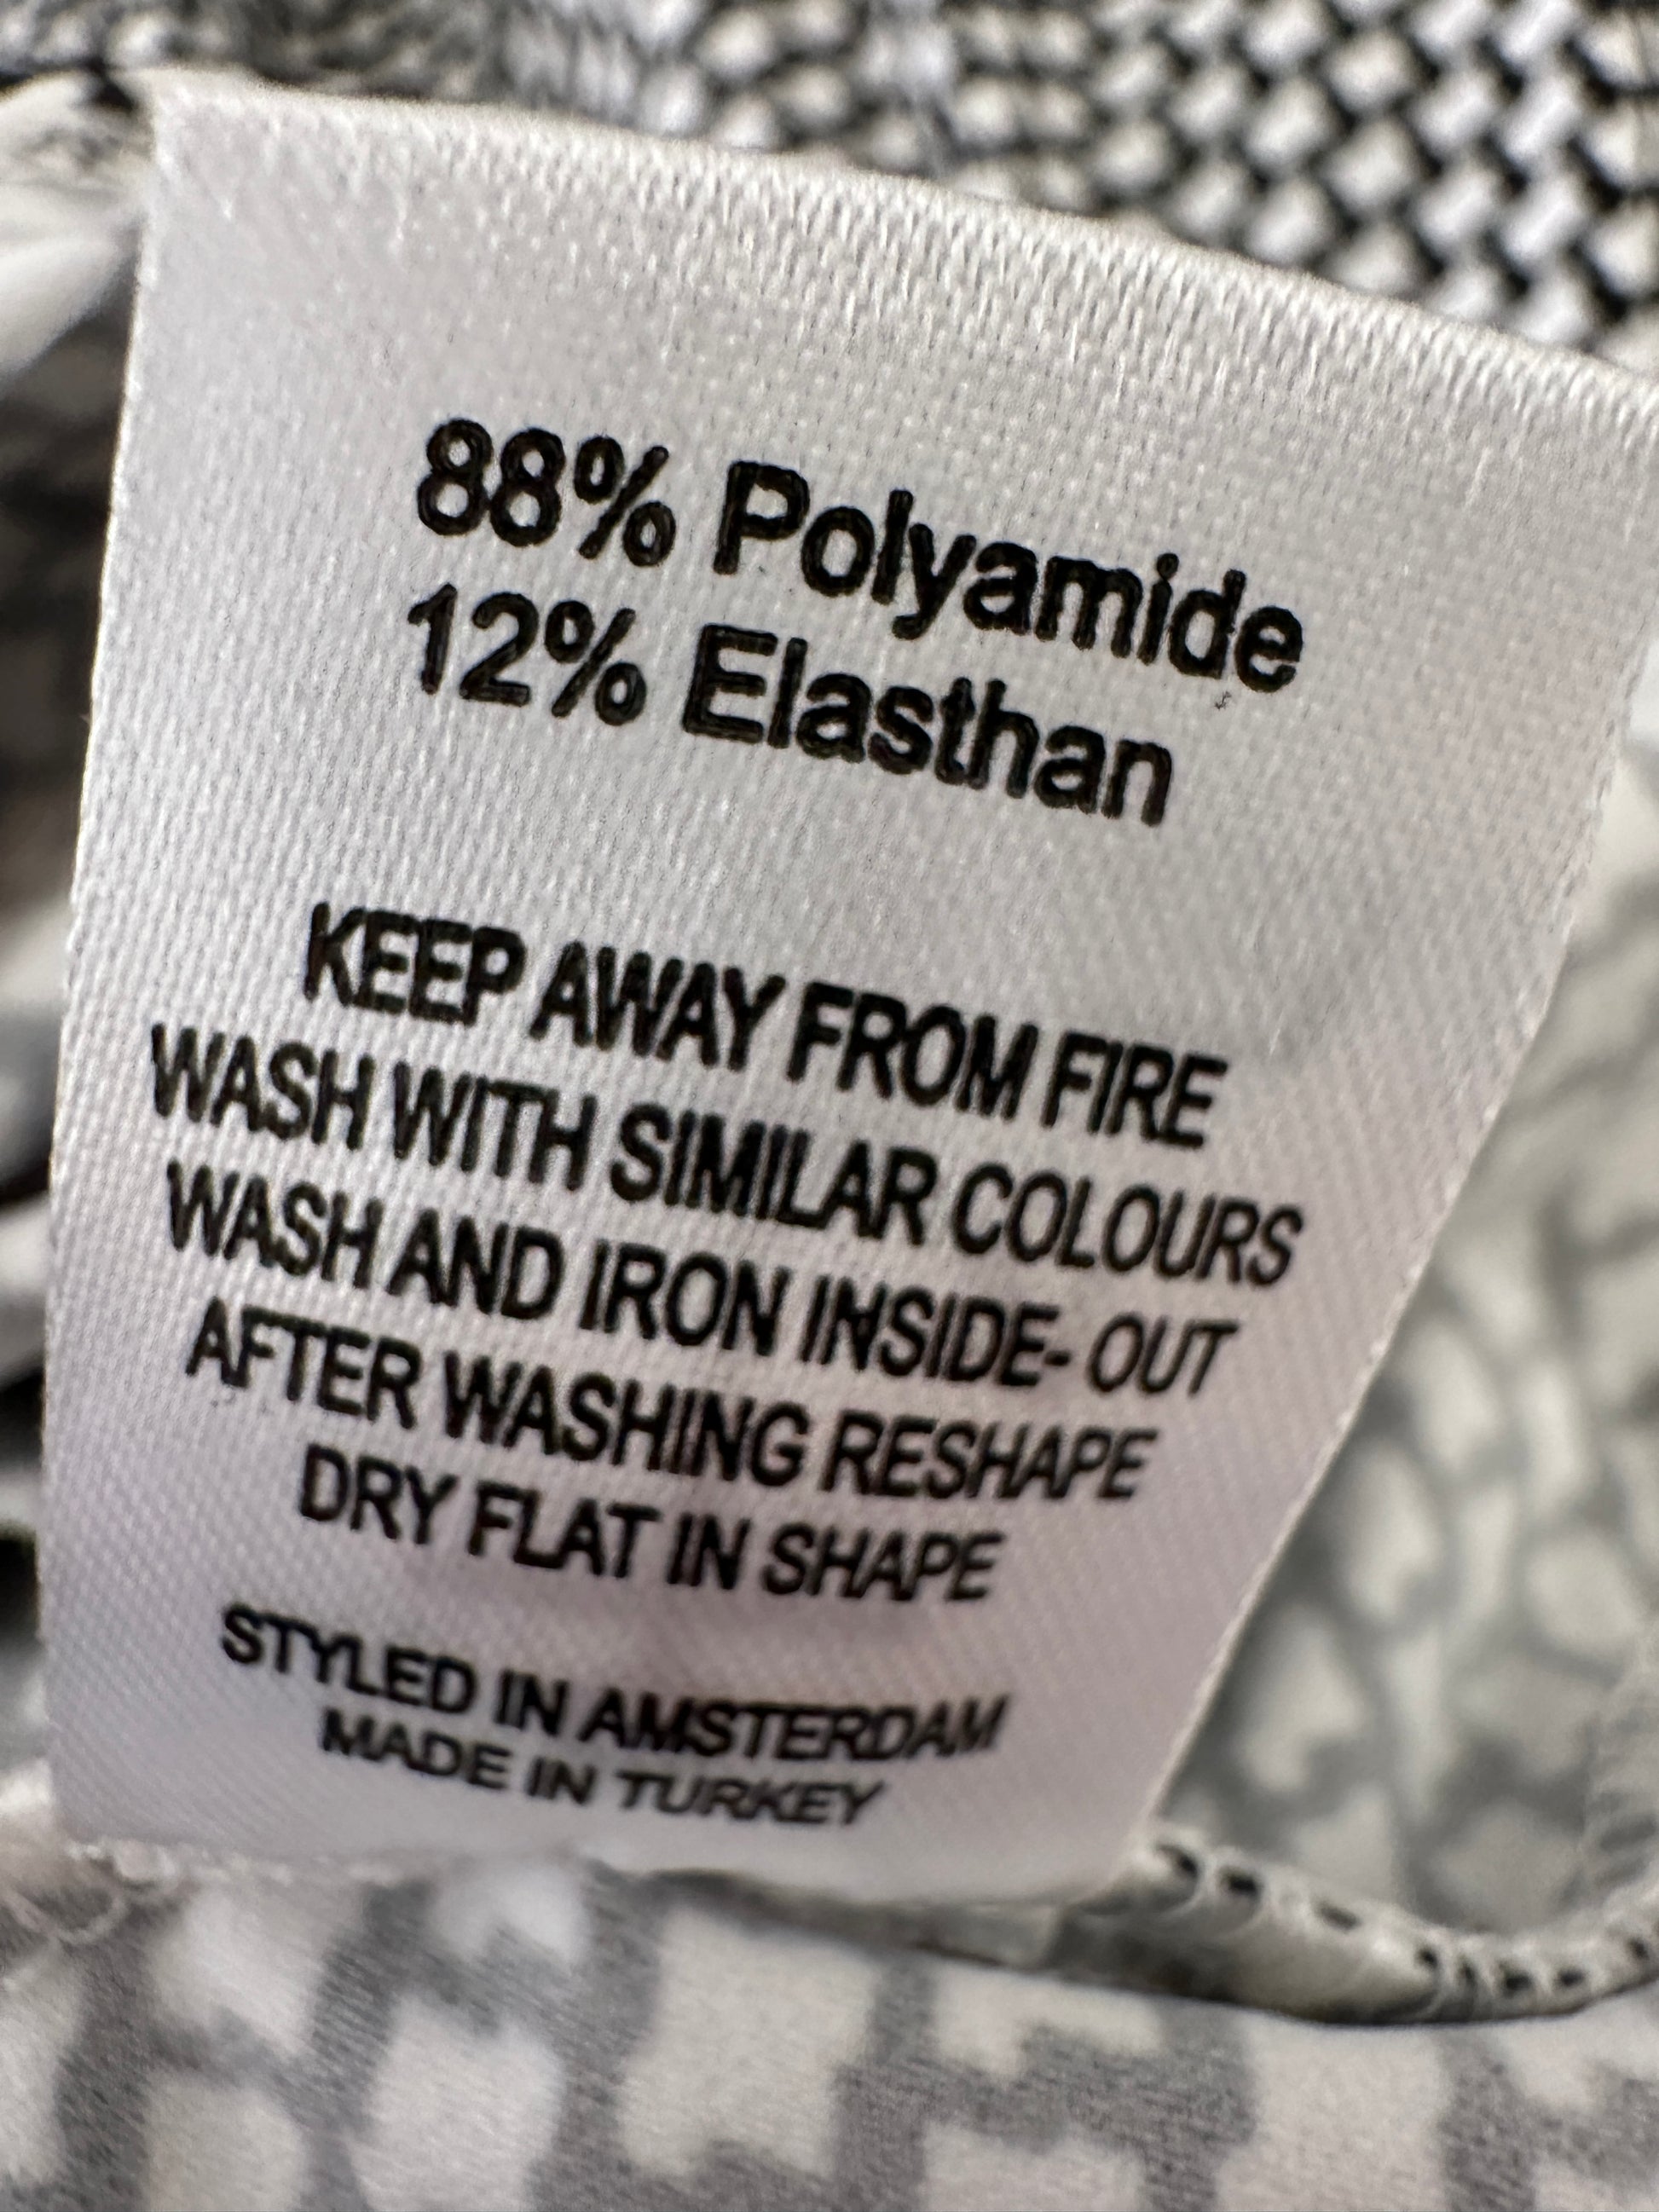 88% Polyamide
12% Elasthan
KEEP AWAY FROM FIRE
WASH WITH SIMILAR COLOURS
WASH AND IRON INSIDE- OUT
AFTER WASHING RESHAPE
DRY FLAT IN SHAPE
STYLED IN AMSTERDAM
MADE IN TURKEY